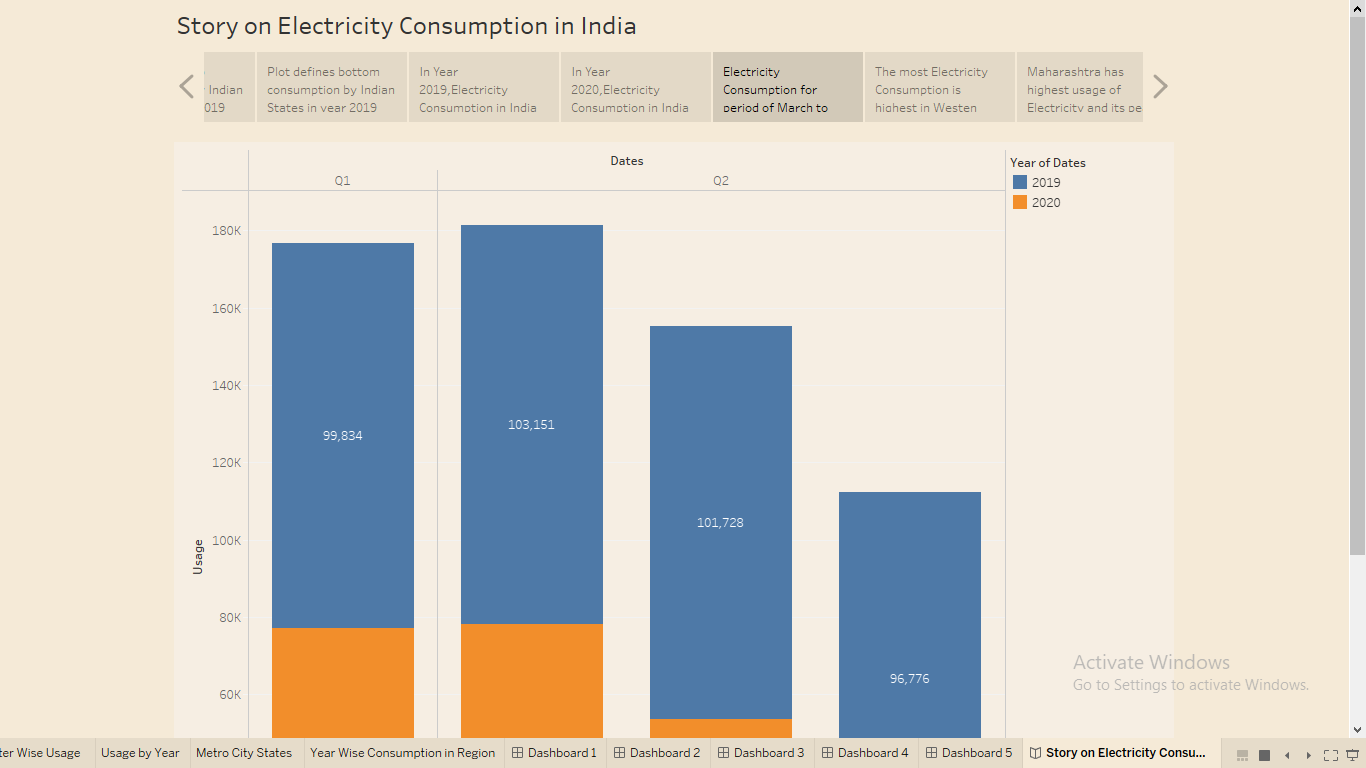 Story on Electricity Consumption in India
Indian
2019
Plot defines bottom
consumption by Indian
States in year 2019
In Year
2019,Electricity
Consumption in India
In Year
2020,Electricity
Consumption in India
Electricity
Consumption for
period of March to
The most Electricity
Consumption is
highest in Westen
Maharashtra has
highest usage of
Electricity and its pe
Dates
Q1
Q2
Year of Dates
2019
2020
180K
160K
140K
120K
100K
80K
60K
Usage
99,834
103,151
101,728
96,776
Activate Windows
Go to Settings to activate Windows.
ter Wise Usage
Usage by Year
Metro City States
Year Wise Consumption in Region
Dashboard 1
Dashboard 2
Dashboard 3
Dashboard 4
Dashboard 5
Story on Electricity Consu...